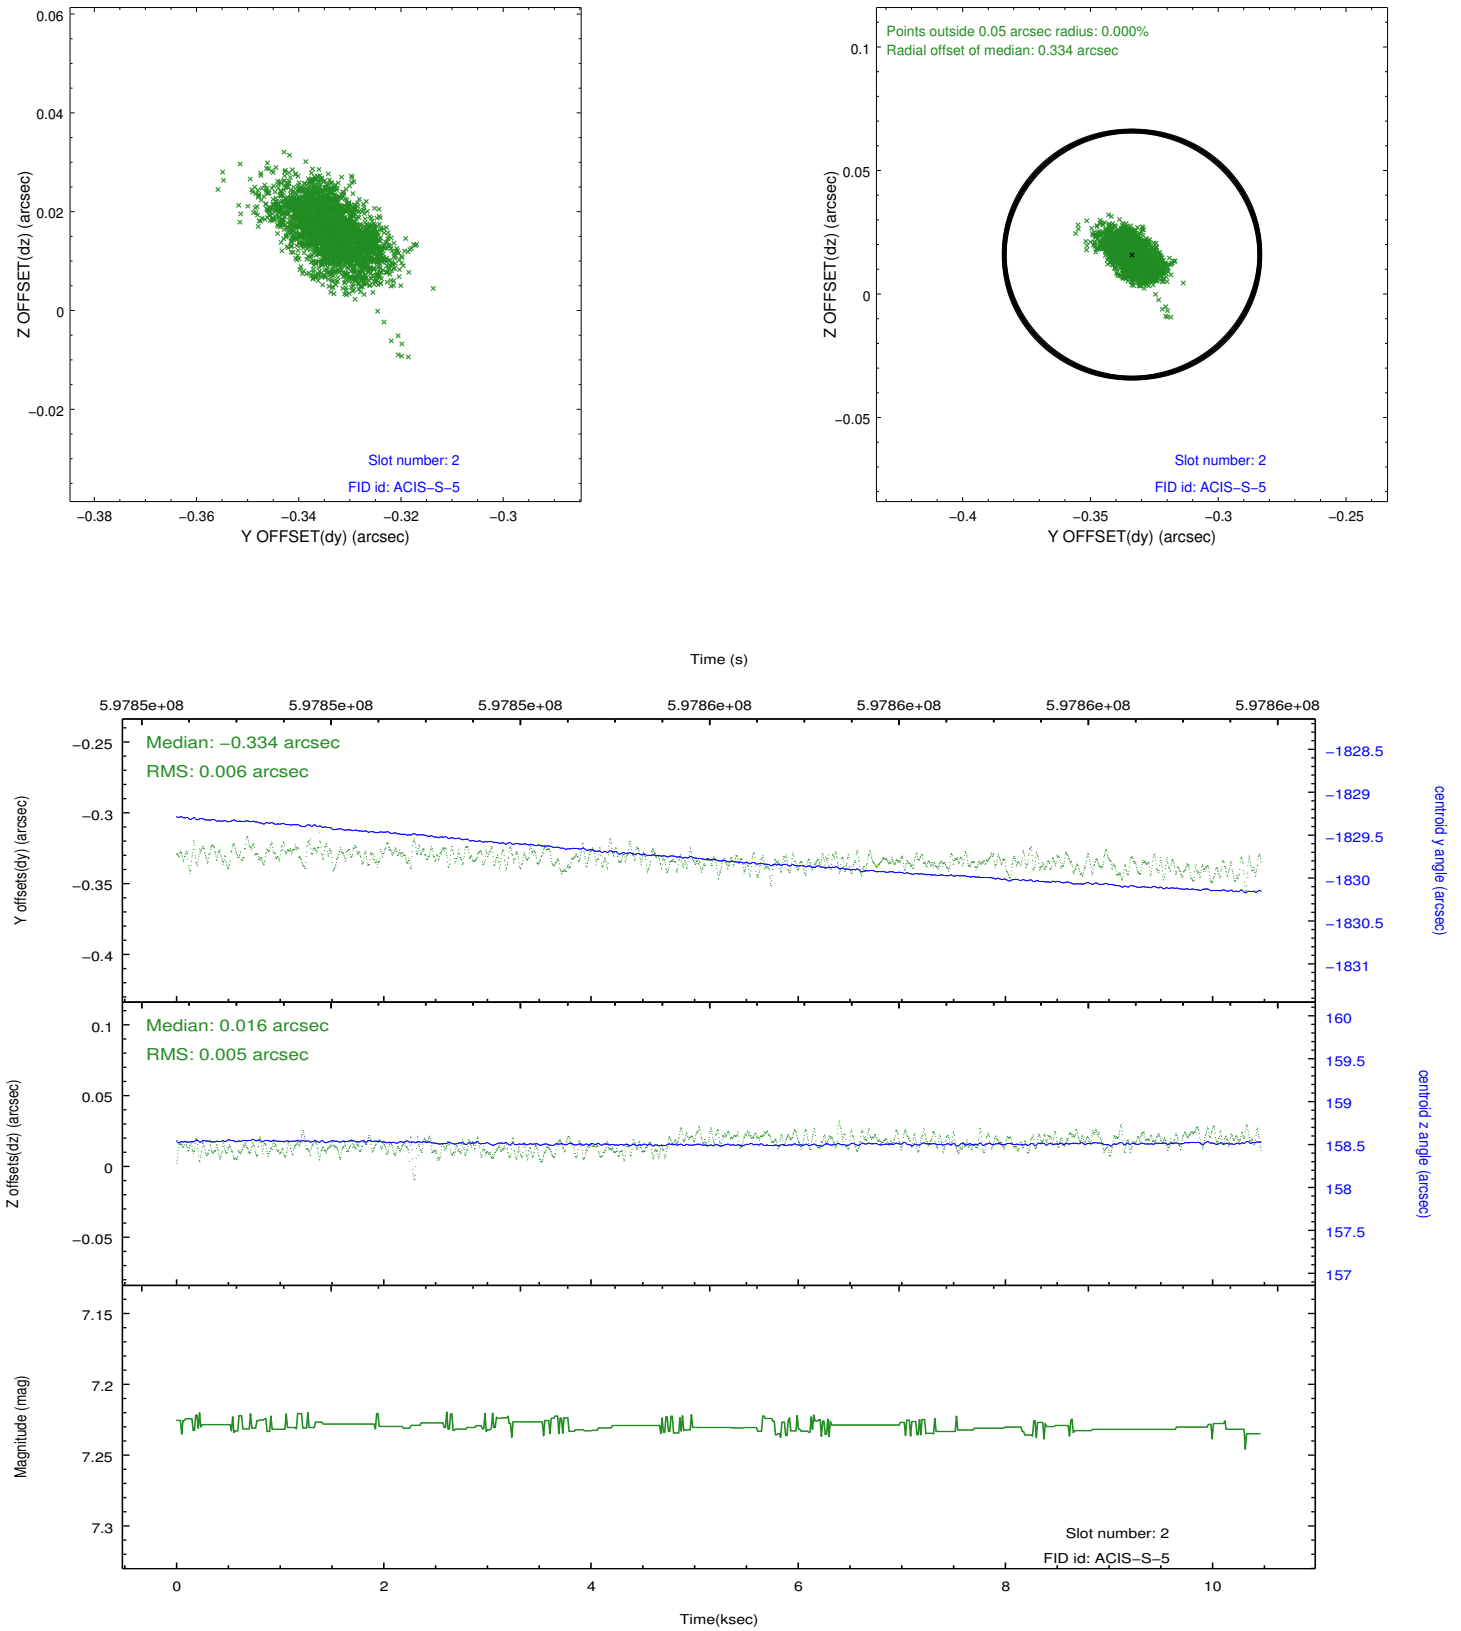 0.06
0.04
0.02
0
−0.02
Z OFFSET(dz) (arcsec)
Slot number: 2
FID id: ACIS−S−5
−0.38
−0.36
−0.34
−0.32
−0.3
Y OFFSET(dy) (arcsec)
Points outside 0.05 arcsec radius: 0.000%
Radial offset of median: 0.334 arcsec
0.1
0.05
0
−0.05
Z OFFSET(dz) (arcsec)
Slot number: 2
FID id: ACIS−S−5
−0.4
−0.35
−0.3
−0.25
Y OFFSET(dy) (arcsec)
Time (s)
5.9785e+08
5.9785e+08
5.9785e+08
5.9786e+08
5.9786e+08
5.9786e+08
5.9786e+08
Median: −0.334 arcsec
RMS: 0.006 arcsec
−0.25
−0.3
−0.35
−0.4
Y offsets(dy) (arcsec)
−1828.5
−1829
−1829.5
−1830
−1830.5
−1831
centroid y angle (arcsec)
Median: 0.016 arcsec
RMS: 0.005 arcsec
0.1
0.05
0
−0.05
Z offsets(dz) (arcsec)
160
159.5
159
158.5
158
157.5
157
centroid z angle (arcsec)
7.15
7.2
7.25
7.3
Magnitude (mag)
Slot number: 2
FID id: ACIS−S−5
0
2
4
6
8
10
Time(ksec)